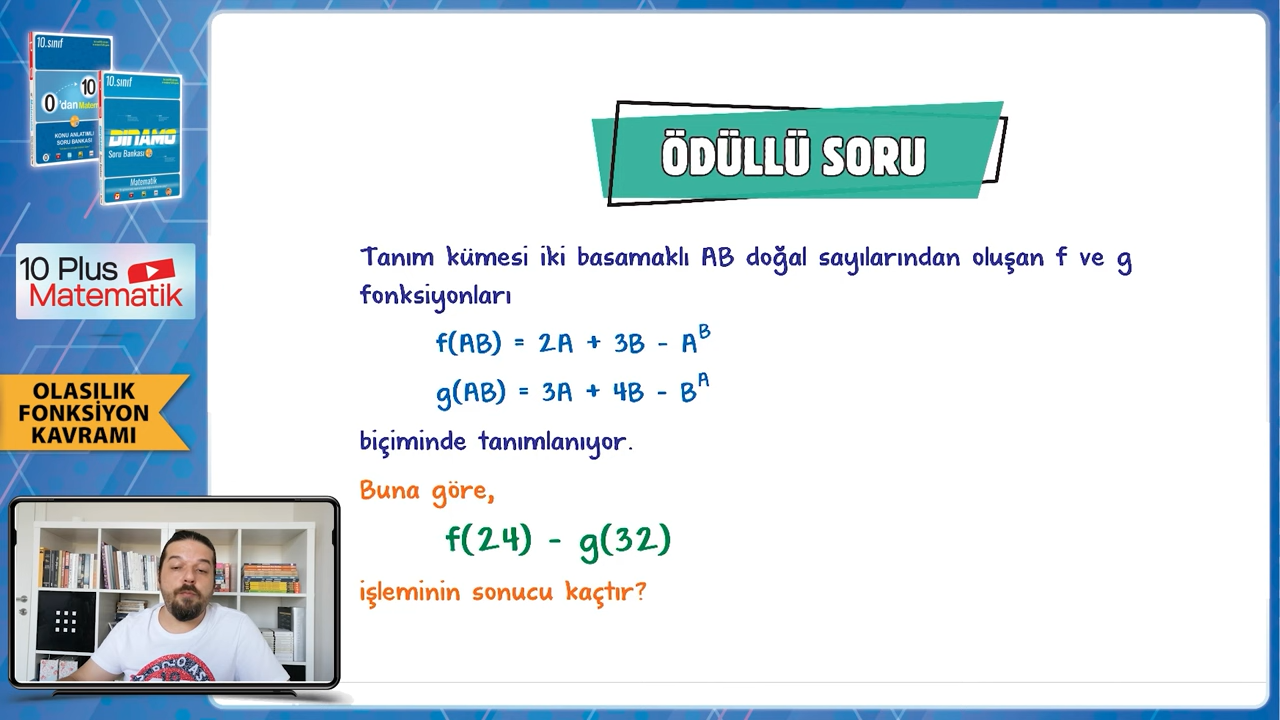 10.sınıf
0'dan 10
KONU ANLATIMLI
SORU BANKASI
10.sınıf
DINAMO
Soru Bankası
Matematik
10 Plus
Matematik
OLASILIK
FONKSİYON
KAVRAMI
ÖDÜLLÜ SORU
Tanım kümesi iki basamaklı AB doğal sayılarından oluşan f ve g
fonksiyonları
f(AB) = 2A + 3B - A^B
g(AB) = 3A + 4B - B^A
biçiminde tanımlanıyor.
Buna göre,
f(24) - g(32)
işleminin sonucu kaçtır?